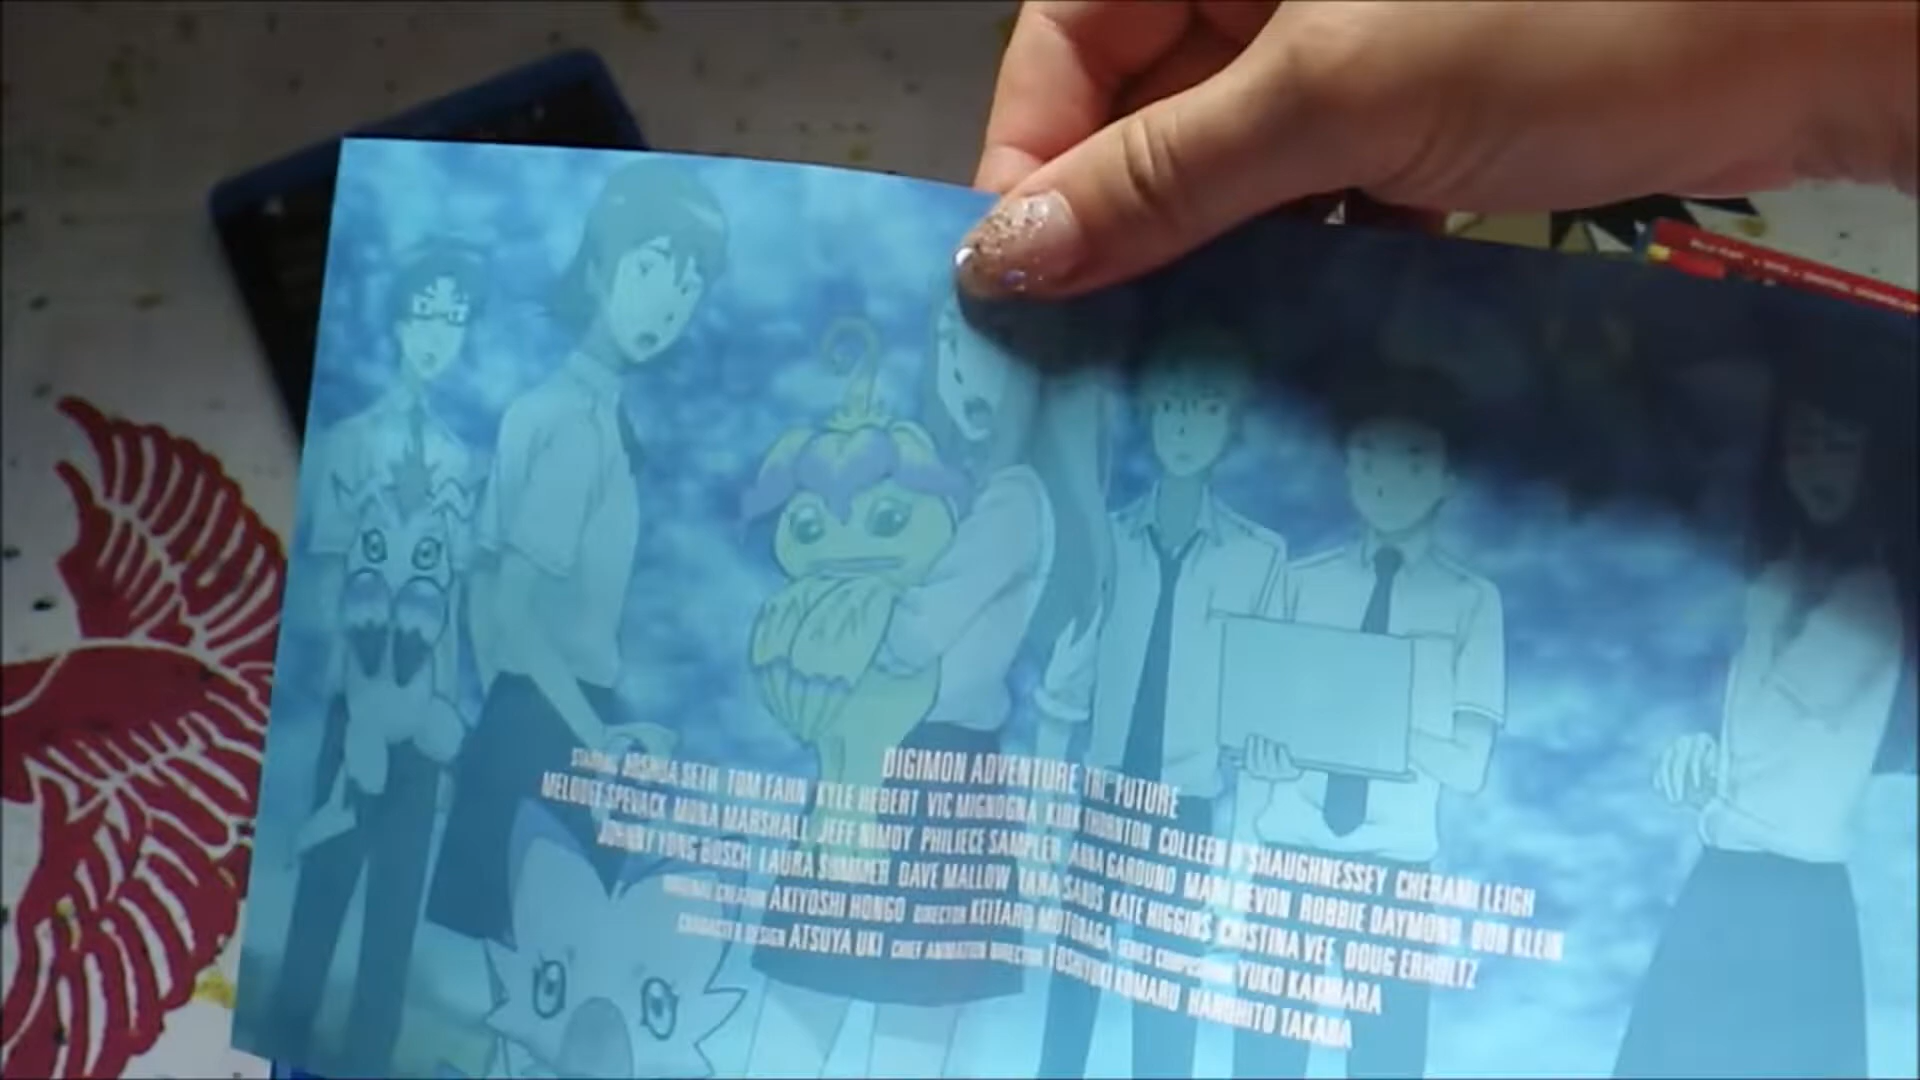 DIGIMON ADVENTURE TRI: FUTURE
STARRING JOSHUA SETH TOM FAHN KYLE HEBERT VIC MIGNOGNA KIRK THORNTON COLLEEN O'SHAUGHNESSEY CHERAMI LEIGH
MELODEE SPEVACK MONA MARSHALL JEFF NIMOY PHILIECE SAMPLER ANNA GARDUNO MARI DEVON ROBBIE DAYMOND BOB KLEIN
JOHNNY YONG BOSCH LAURA SUMMER DAVE MALLOW TARA SANDS KATE HIGGINS CRISTINA VEE DOUG ERHOLTZ
ORIGINAL CREATOR AKIYOSHI HONGO DIRECTOR KEITARO MOTONAGA SERIES COMPOSITION YUKO KAKIHARA
CHARACTER DESIGN ATSUYA UKI CHIEF ANIMATION DIRECTOR TOSHIYUKI KOMARU NARUHITO TAKABA